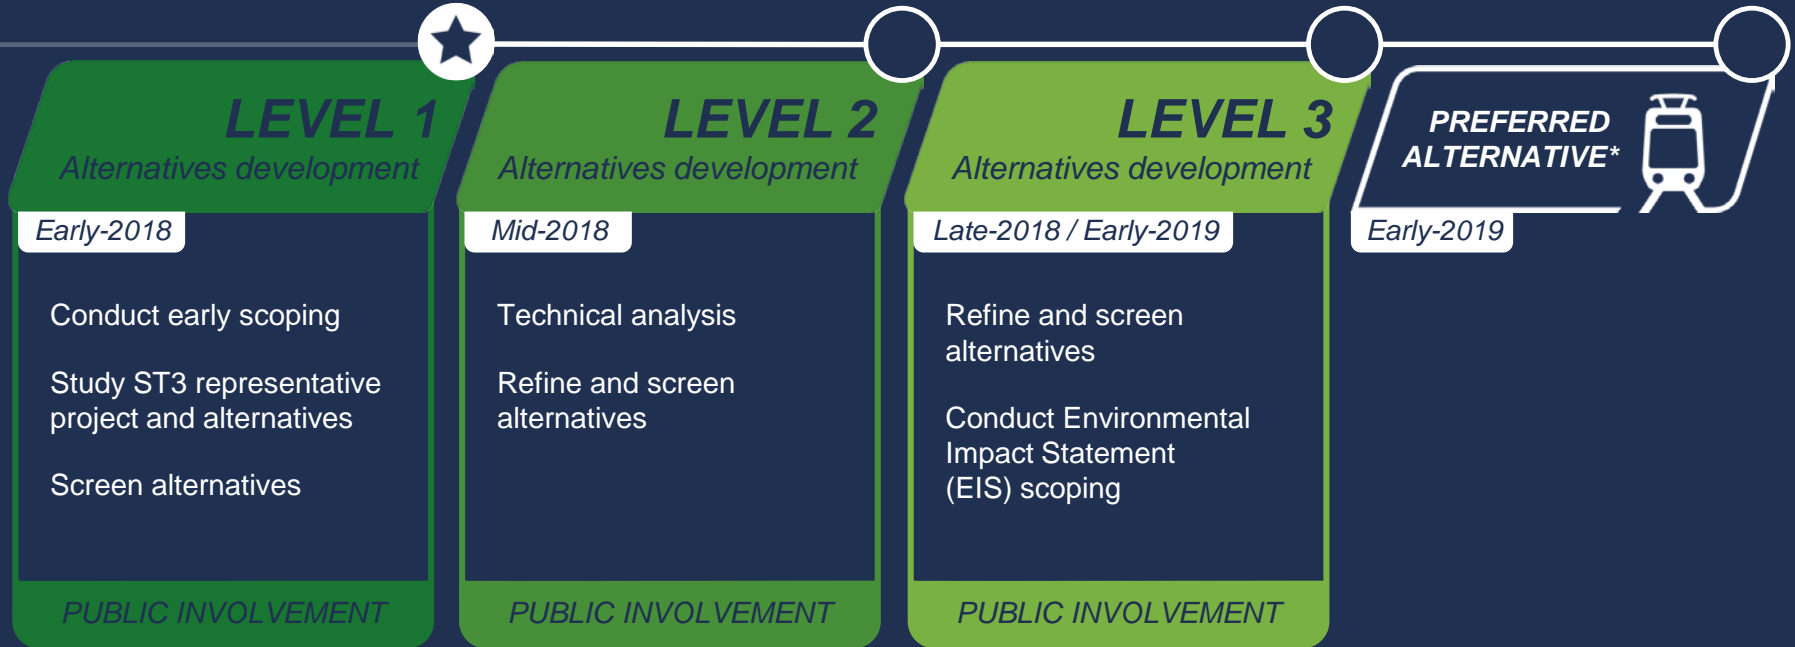 LEVEL 1
Alternatives development
Early-2018
Conduct early scoping
Study ST3 representative
project and alternatives
Screen alternatives
PUBLIC INVOLVEMENT
LEVEL 2
Alternatives development
Mid-2018
Technical analysis
Refine and screen
alternatives
PUBLIC INVOLVEMENT
LEVEL 3
Alternatives development
Late-2018 / Early-2019
Refine and screen
alternatives
Conduct Environmental
Impact Statement
(EIS) scoping
PUBLIC INVOLVEMENT
PREFERRED
ALTERNATIVE*
Early-2019